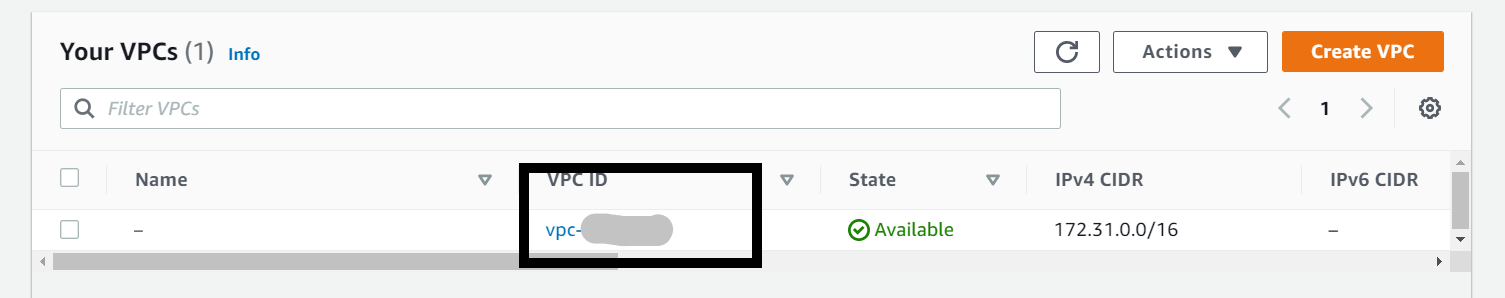 Your VPCs (1) Info Actions Create VPC
Filter VPCs 1
Name VPC ID State IPv4 CIDR IPv6 CIDR
– vpc- Available 172.31.0.0/16 –